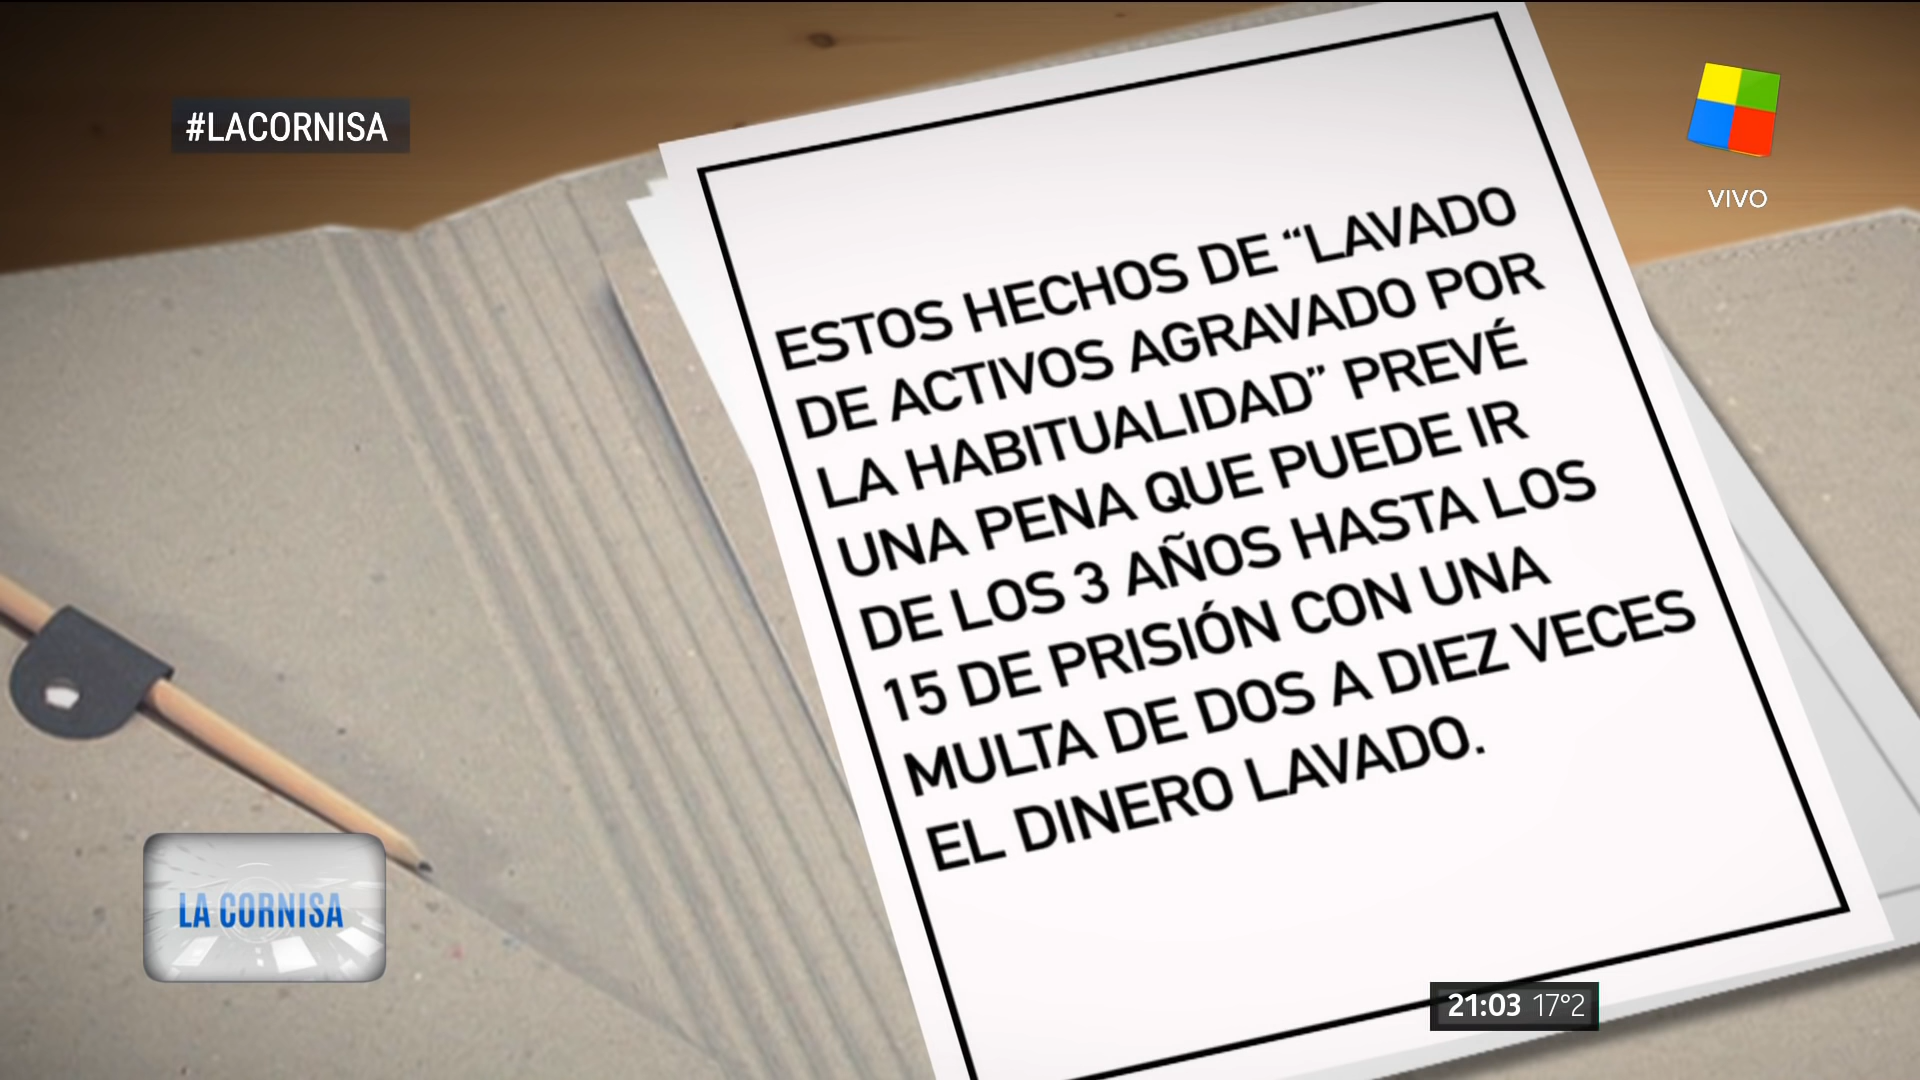 #LACORNISA
VIVO
ESTOS HECHOS DE “LAVADO
DE ACTIVOS AGRAVADO POR
LA HABITUALIDAD” PREVÉ
UNA PENA QUE PUEDE IR
DE LOS 3 AÑOS HASTA LOS
15 DE PRISIÓN CON UNA
MULTA DE DOS A DIEZ VECES
EL DINERO LAVADO.
LA CORNISA
21:03 17°2